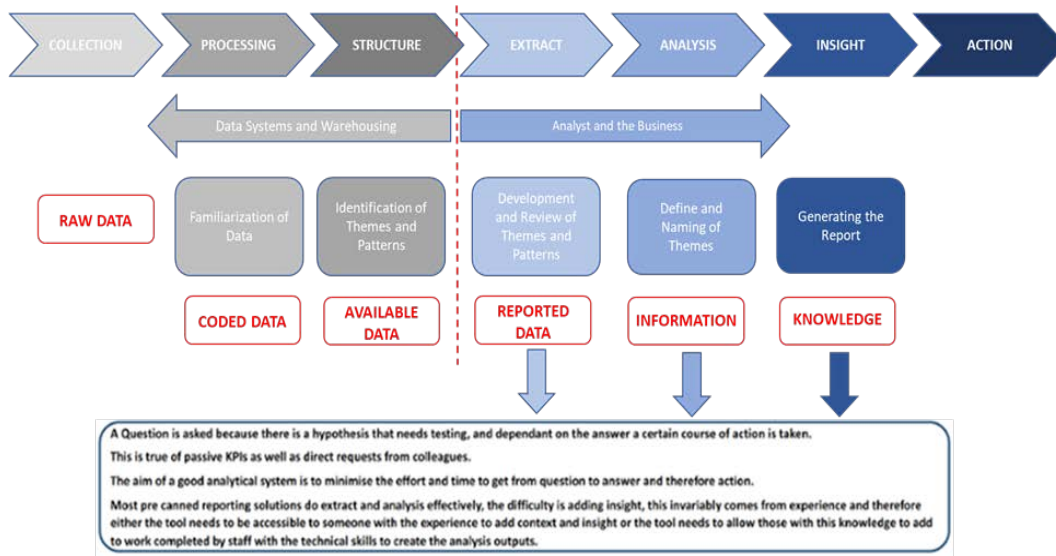 COLLECTION
PROCESSING
STRUCTURE
EXTRACT
ANALYSIS
INSIGHT
ACTION
Data Systems and Warehousing
Analyst and the Business
RAW DATA
Familiarization of
Data
Identification of
Themes and
Patterns
Development
and Review of
Themes and
Patterns
Define and
Naming of
Themes
Generating the
Report
CODED DATA
AVAILABLE
DATA
REPORTED
DATA
INFORMATION
KNOWLEDGE
A Question is asked because there is a hypothesis that needs testing, and dependant on the answer a certain course of action is taken.
This is true of passive KPIs as well as direct requests from colleagues.
The aim of a good analytical system is to minimise the effort and time to get from question to answer and therefore action.
Most pre canned reporting solutions do extract and analysis effectively, the difficulty is adding insight, this invariably comes from experience and therefore
either the tool needs to be accessible to someone with the experience to add context and insight or the tool needs to allow those with this knowledge to add
to work completed by staff with the technical skills to create the analysis outputs.